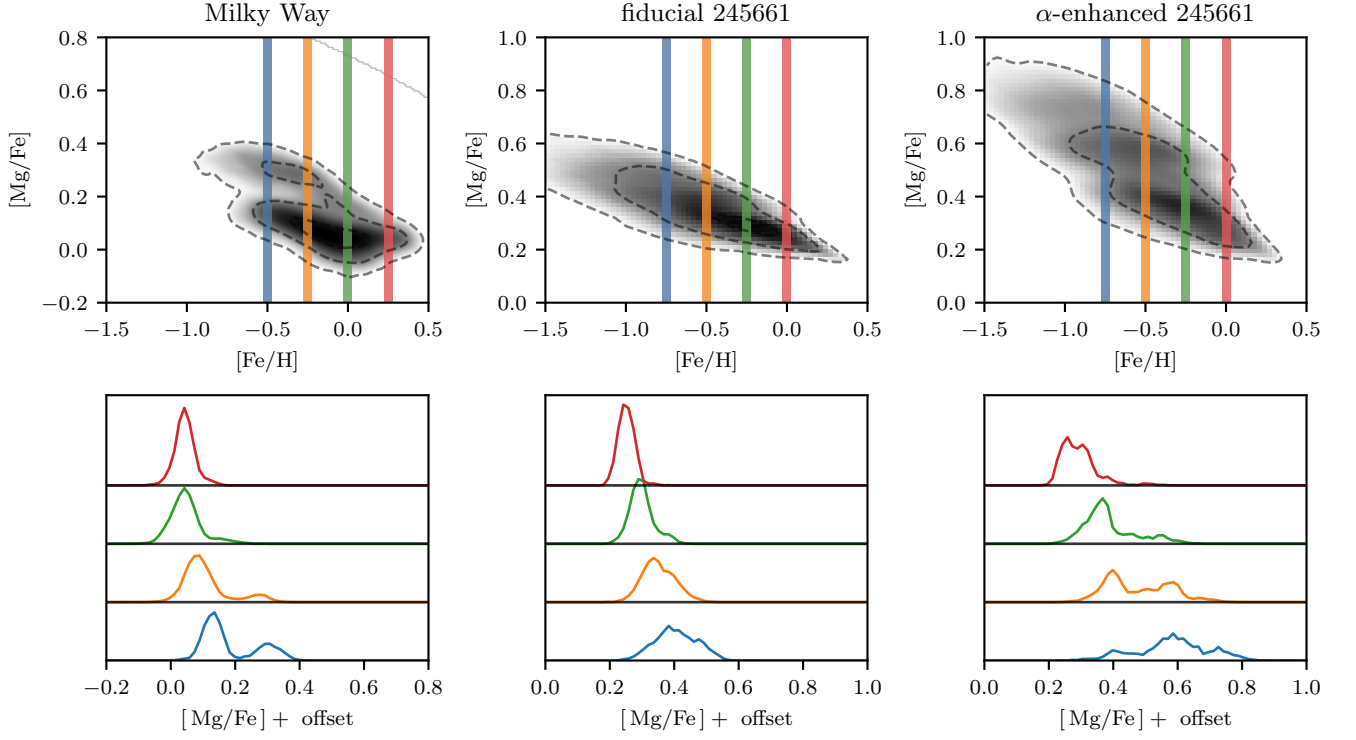 Milky Way
fiducial 245661
α-enhanced 245661
0.8
0.6
0.4
0.2
0.0
−0.2
[Mg/Fe]
−1.5 −1.0 −0.5 0.0 0.5
[Fe/H]
1.0
0.8
0.6
0.4
0.2
0.0
[Mg/Fe]
−1.5 −1.0 −0.5 0.0 0.5
[Fe/H]
1.0
0.8
0.6
0.4
0.2
0.0
[Mg/Fe]
−1.5 −1.0 −0.5 0.0 0.5
[Fe/H]
−0.2 0.0 0.2 0.4 0.6 0.8
[Mg/Fe] + offset
0.0 0.2 0.4 0.6 0.8 1.0
[Mg/Fe] + offset
0.0 0.2 0.4 0.6 0.8 1.0
[Mg/Fe] + offset